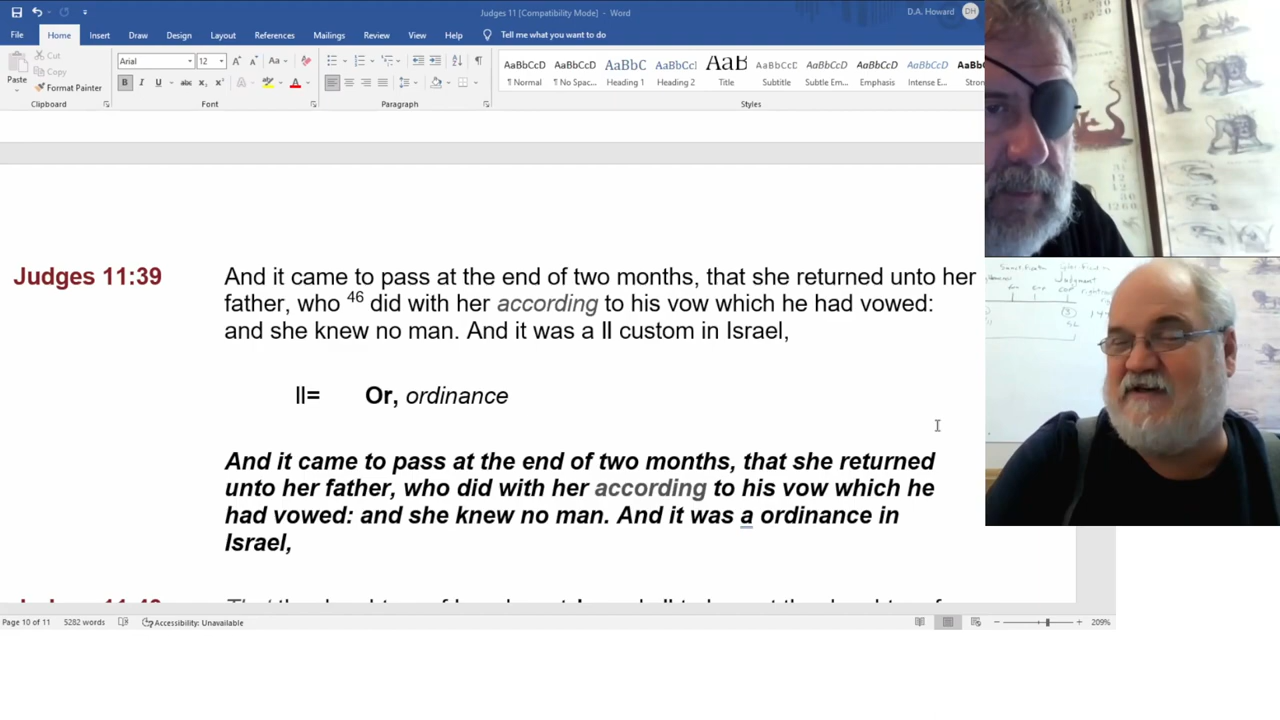 Judges 11 [Compatibility Mode] - Word
D.A. Howard DH
File Home Insert Draw Design Layout References Mailings Review View Help Tell me what you want to do
Paste Cut Copy Format Painter
Clipboard
Arial 12
Font
Paragraph
AaBbCcD AaBbCcD AaBbC AaBbCc AaB AaBbCcD AaBbCcD AaBbCcD AaBbCcD AaBb
¶ Normal ¶ No Spac... Heading 1 Heading 2 Title Subtitle Subtle Em... Emphasis Intense E... Stro
Styles
Judges 11:39 And it came to pass at the end of two months, that she returned unto her
father, who 46 did with her according to his vow which he had vowed:
and she knew no man. And it was a ll custom in Israel,
ll= Or, ordinance
And it came to pass at the end of two months, that she returned
unto her father, who did with her according to his vow which he
had vowed: and she knew no man. And it was a ordinance in
Israel,
Page 10 of 11 5282 words Accessibility: Unavailable 209%